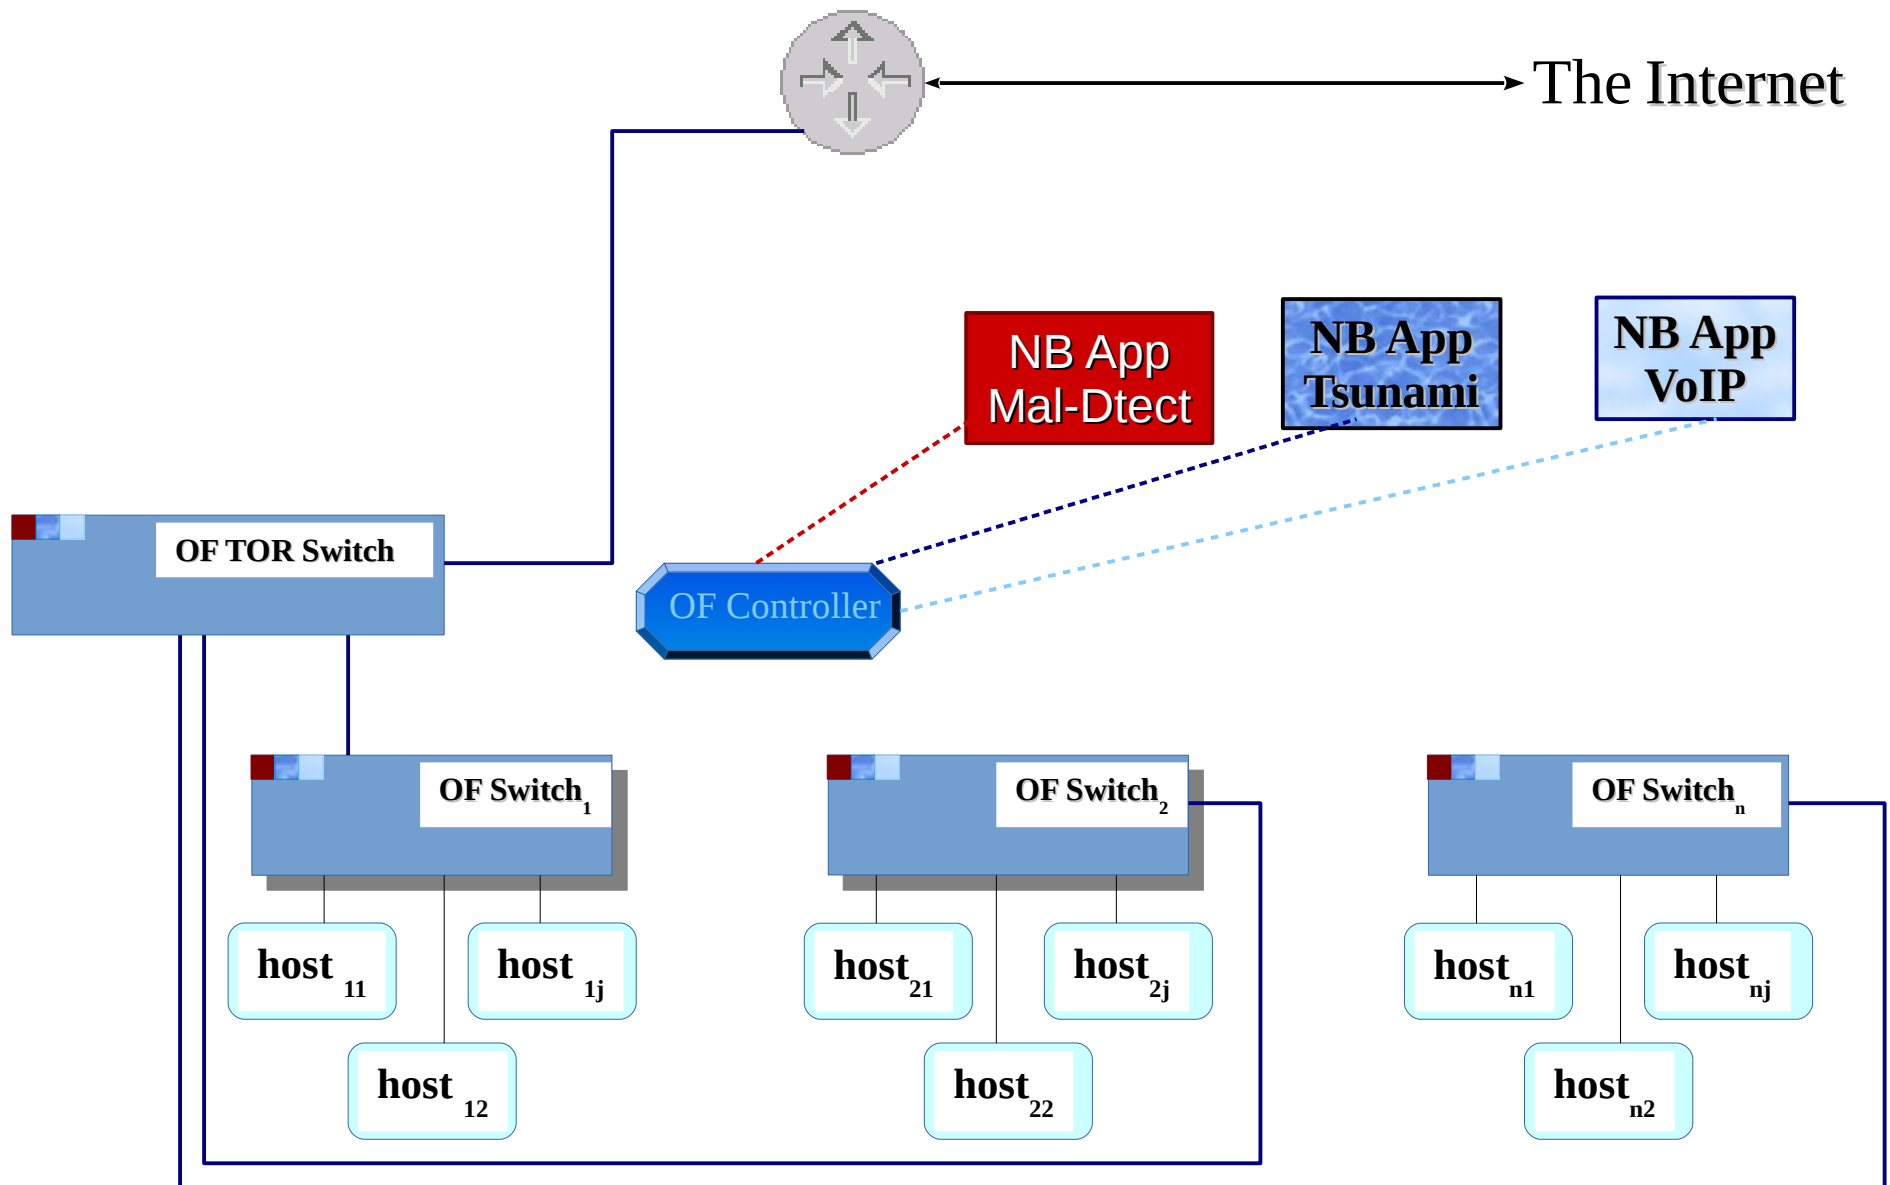 The Internet
NB App
Mal-Dtect
NB App
Tsunami
NB App
VoIP
OF TOR Switch
OF Controller
OF Switch1
OF Switch2
OF Switchn
host 11
host 1j
host21
host2j
hostn1
hostnj
host 12
host22
hostn2